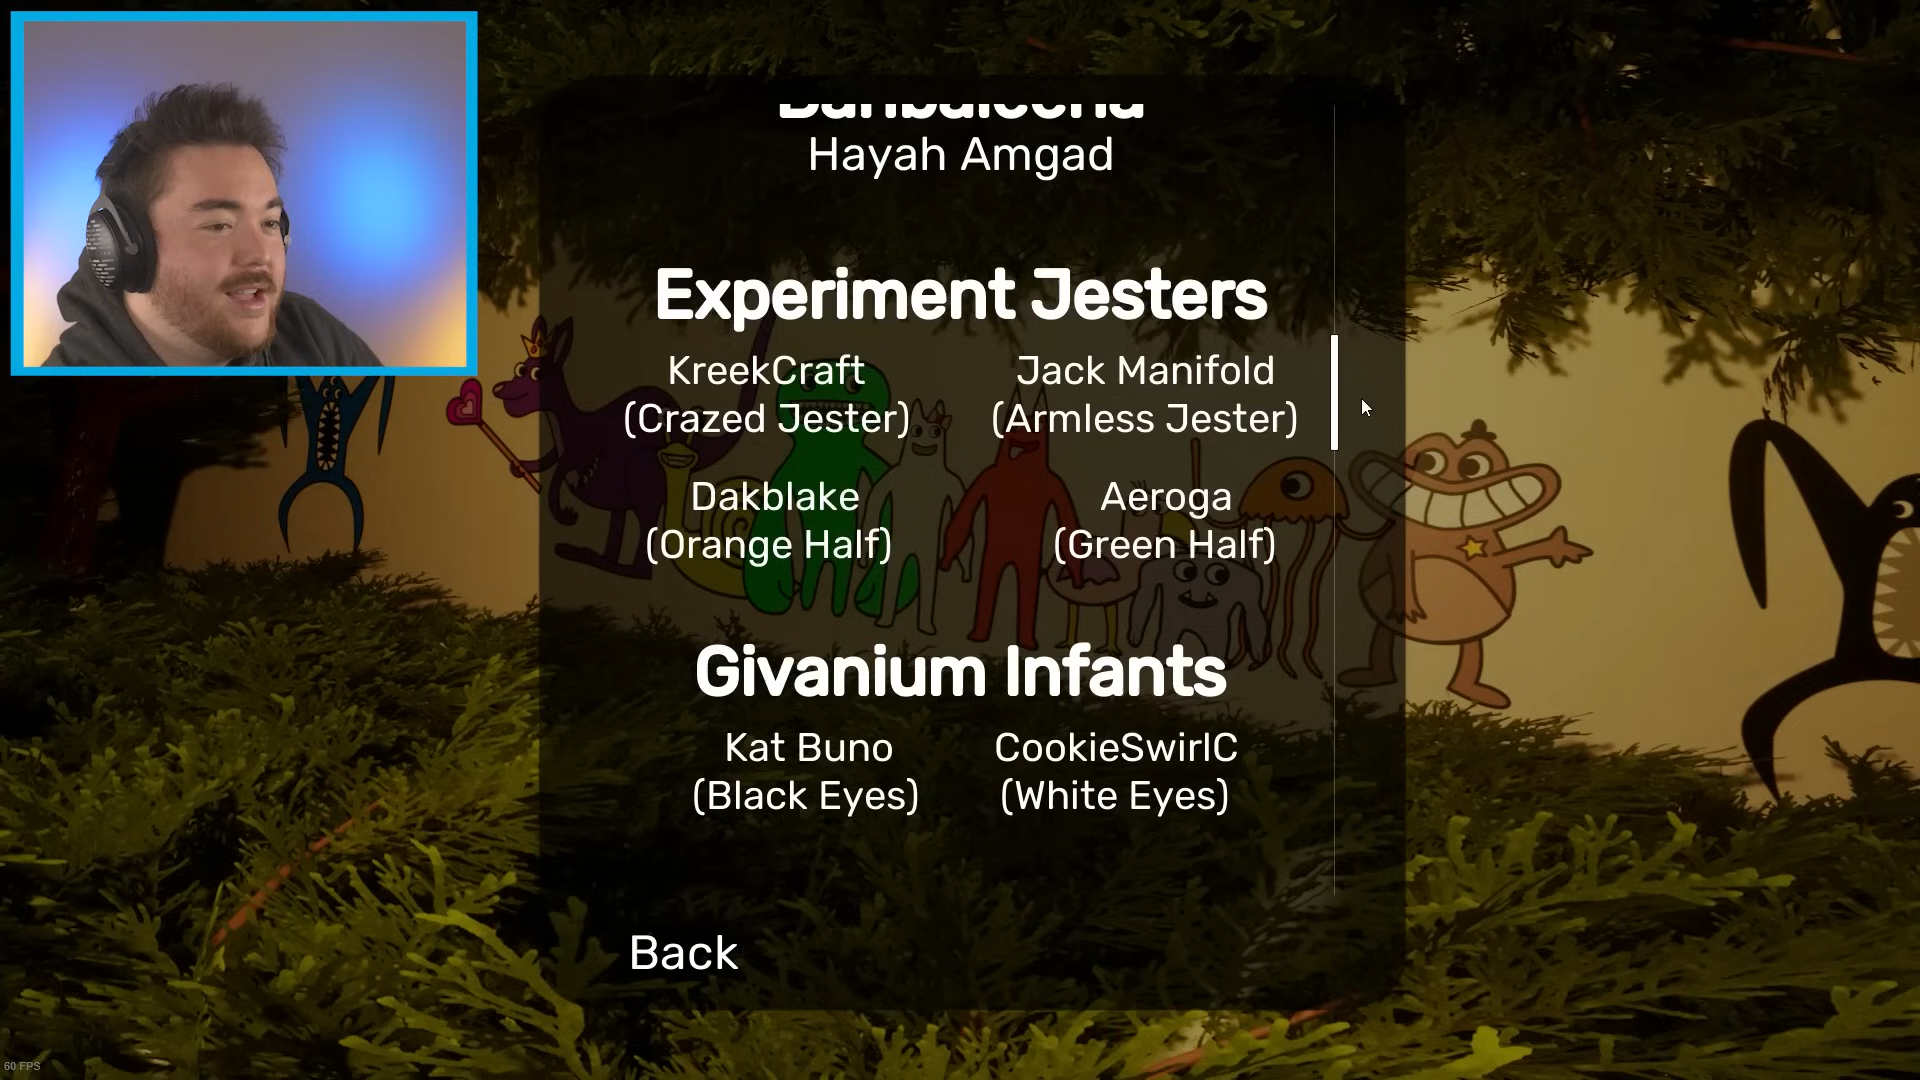 Hayah Amgad
Experiment Jesters
KreekCraft Jack Manifold
(Crazed Jester) (Armless Jester)
Dakblake Aeroga
(Orange Half) (Green Half)
Givanium Infants
Kat Buno CookieSwirlC
(Black Eyes) (White Eyes)
Back
60 FPS